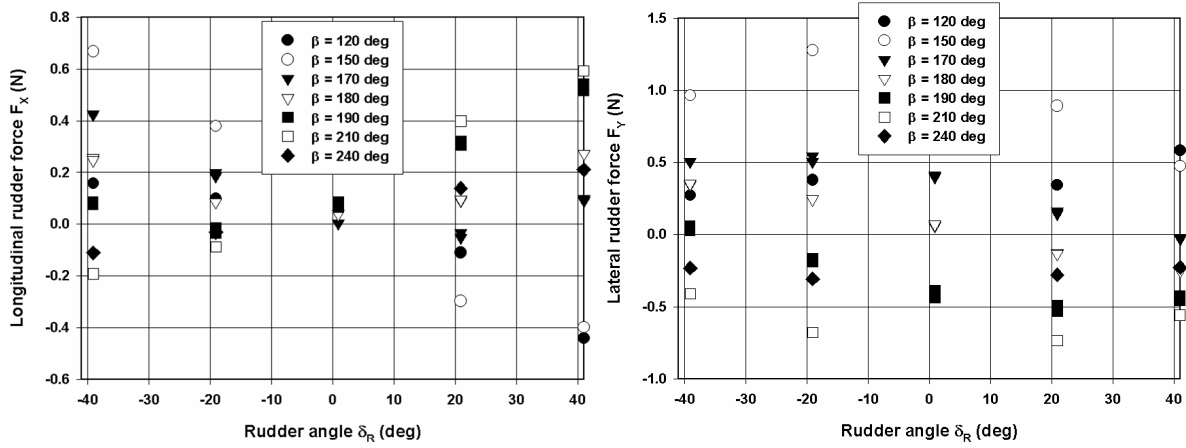 Longitudinal rudder force F_X (N)
0.8
0.6
0.4
0.2
0.0
-0.2
-0.4
-0.6
β = 120 deg
β = 150 deg
β = 170 deg
β = 180 deg
β = 190 deg
β = 210 deg
β = 240 deg
-40 -30 -20 -10 0 10 20 30 40
Rudder angle δ_R (deg)
Lateral rudder force F_Y (N)
1.5
1.0
0.5
0.0
-0.5
-1.0
β = 120 deg
β = 150 deg
β = 170 deg
β = 180 deg
β = 190 deg
β = 210 deg
β = 240 deg
-40 -30 -20 -10 0 10 20 30 40
Rudder angle δ_R (deg)